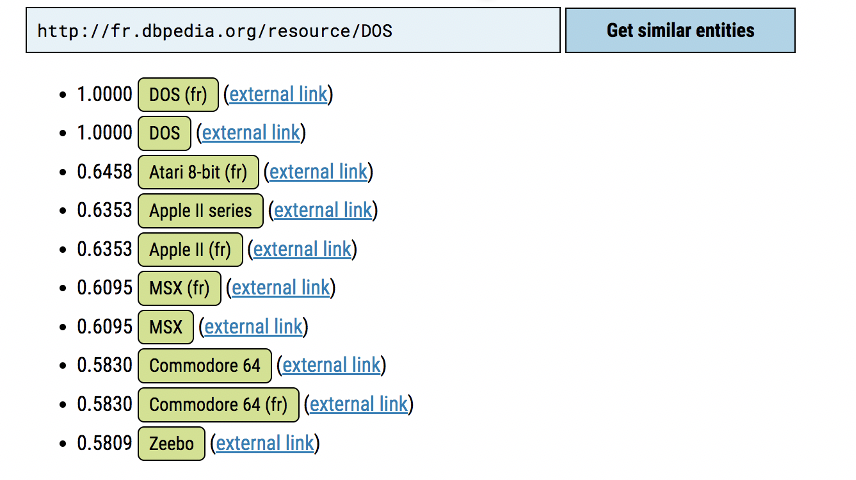 http://fr.dbpedia.org/resource/DOS Get similar entities
• 1.0000 DOS (fr) (external link)
• 1.0000 DOS (external link)
• 0.6458 Atari 8-bit (fr) (external link)
• 0.6353 Apple II series (external link)
• 0.6353 Apple II (fr) (external link)
• 0.6095 MSX (fr) (external link)
• 0.6095 MSX (external link)
• 0.5830 Commodore 64 (external link)
• 0.5830 Commodore 64 (fr) (external link)
• 0.5809 Zeebo (external link)